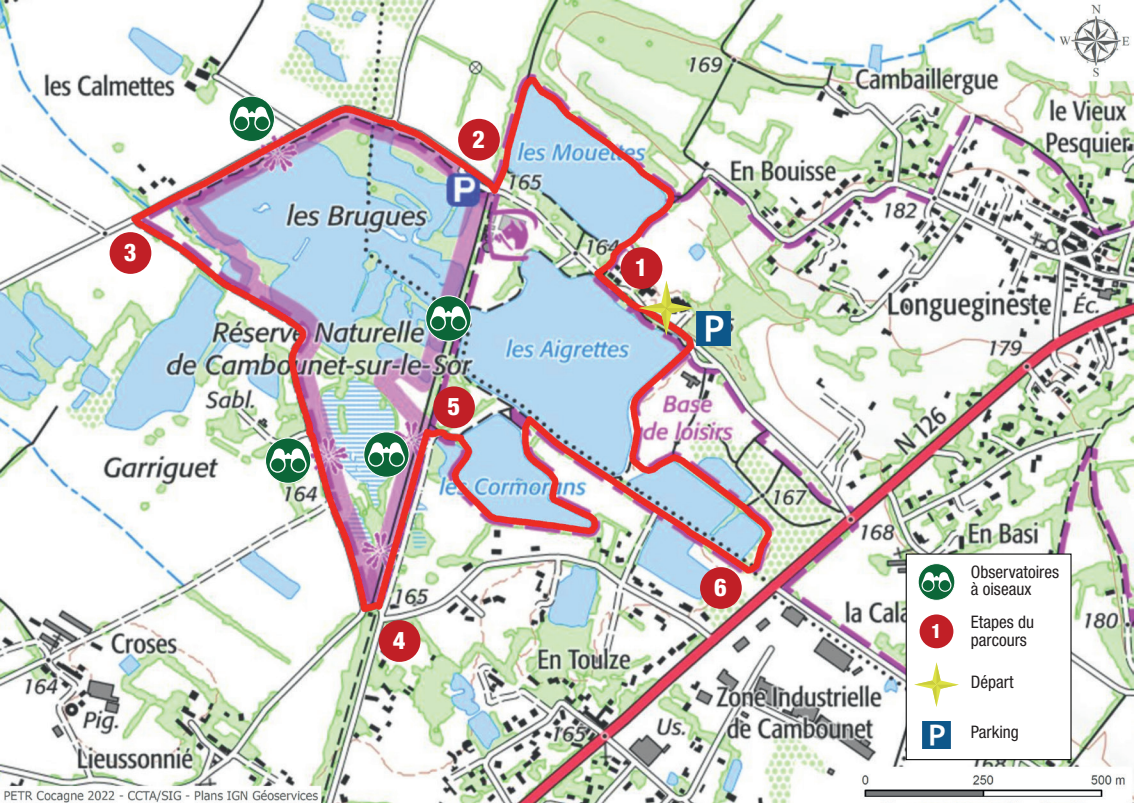 N
W E
S
les Calmettes
169
Cambaillergue
le Vieux
Pesquier
2
les Mouettes
En Bouisse
P
165
182
les Brugues
3
164
1
Longuegineste
Éc.
P
Réserve Naturelle
de Cambounet-sur-le-Sor
les Aigrettes
179
Sabl.
5
Base
de loisirs
N 126
Garriguet
164
les Cormorans
167
168
En Basi
6
165
4
la Cala
180
Croses
En Toulze
164
Pig.
Zone Industrielle
de Cambounet
Us.
165
Lieussonnié
168
Observatoires
à oiseaux
1
Etapes du
parcours
Départ
P
Parking
0 250 500 m
PETR Cocagne 2022 - CCTA/SIG - Plans IGN Géoservices